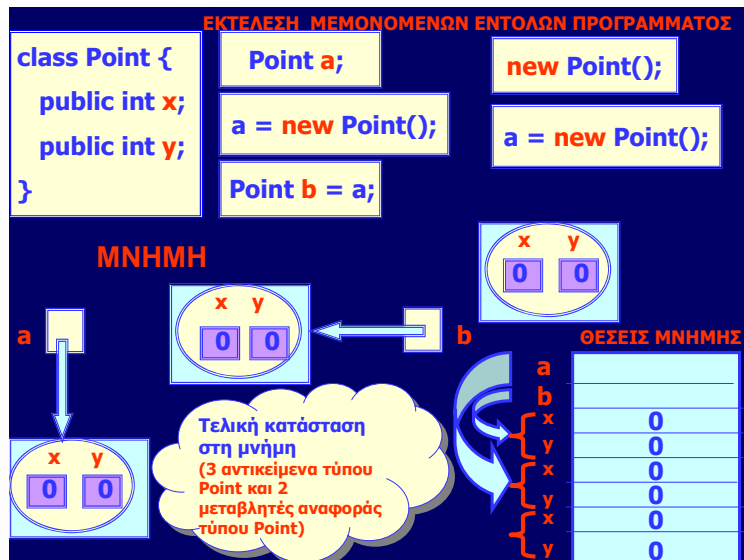 ΕΚΤΕΛΕΣΗ ΜΕΜΟΝΟΜΕΝΩΝ ΕΝΤΟΛΩΝ ΠΡΟΓΡΑΜΜΑΤΟΣ
class Point {
public int x;
public int y;
}
Point a;
a = new Point();
Point b = a;
new Point();
a = new Point();
ΜΝΗΜΗ
x y
0 0
x y
0 0
a
b
x y
0 0
Τελική κατάσταση
στη μνήμη
(3 αντικείμενα τύπου
Point και 2
μεταβλητές αναφοράς
τύπου Point)
ΘΕΣΕΙΣ ΜΝΗΜΗΣ
a
b
x 0
y 0
x 0
y 0
x 0
y 0